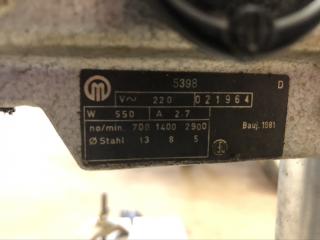 5398 D
V~ 220 021964
W 550 A 2.7
no/min. 700 1400 2900 Bauj. 1981
Ø Stahl 13 8 5